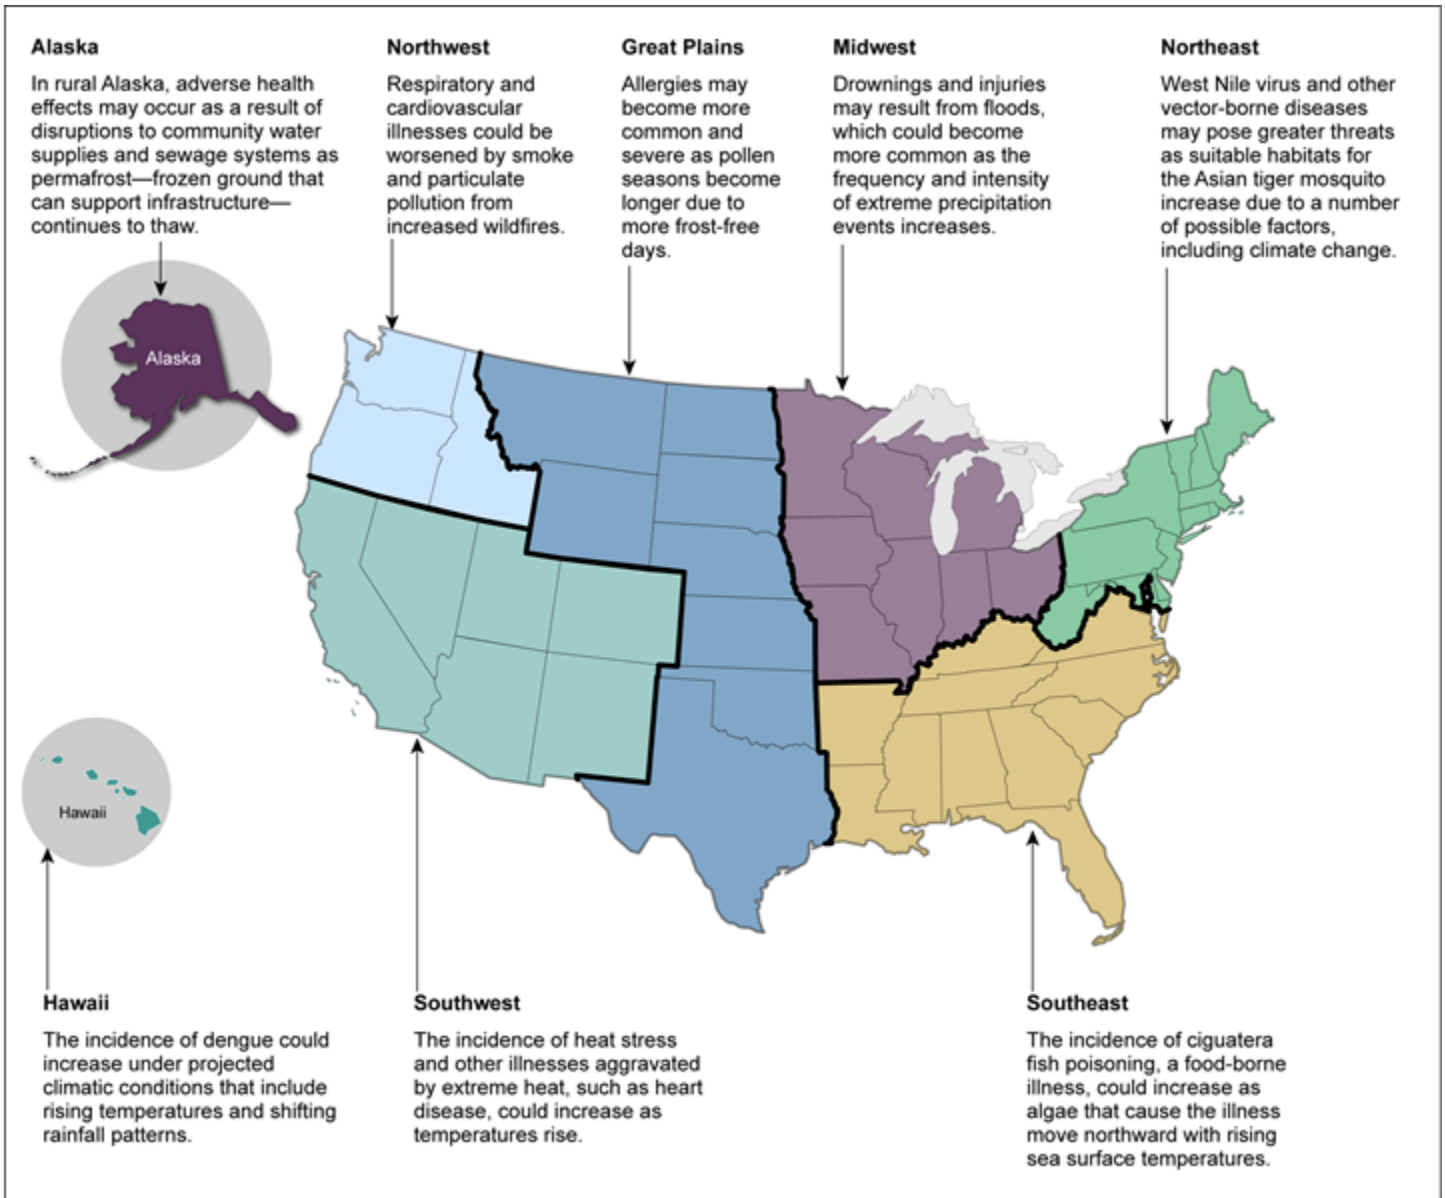 Alaska
In rural Alaska, adverse health
effects may occur as a result of
disruptions to community water
supplies and sewage systems as
permafrost—frozen ground that
can support infrastructure—
continues to thaw.
Northwest
Respiratory and
cardiovascular
illnesses could be
worsened by smoke
and particulate
pollution from
increased wildfires.
Great Plains
Allergies may
become more
common and
severe as pollen
seasons become
longer due to
more frost-free
days.
Midwest
Drownings and injuries
may result from floods,
which could become
more common as the
frequency and intensity
of extreme precipitation
events increases.
Northeast
West Nile virus and other
vector-borne diseases
may pose greater threats
as suitable habitats for
the Asian tiger mosquito
increase due to a number
of possible factors,
including climate change.
Alaska
Hawaii
Hawaii
The incidence of dengue could
increase under projected
climatic conditions that include
rising temperatures and shifting
rainfall patterns.
Southwest
The incidence of heat stress
and other illnesses aggravated
by extreme heat, such as heart
disease, could increase as
temperatures rise.
Southeast
The incidence of ciguatera
fish poisoning, a food-borne
illness, could increase as
algae that cause the illness
move northward with rising
sea surface temperatures.